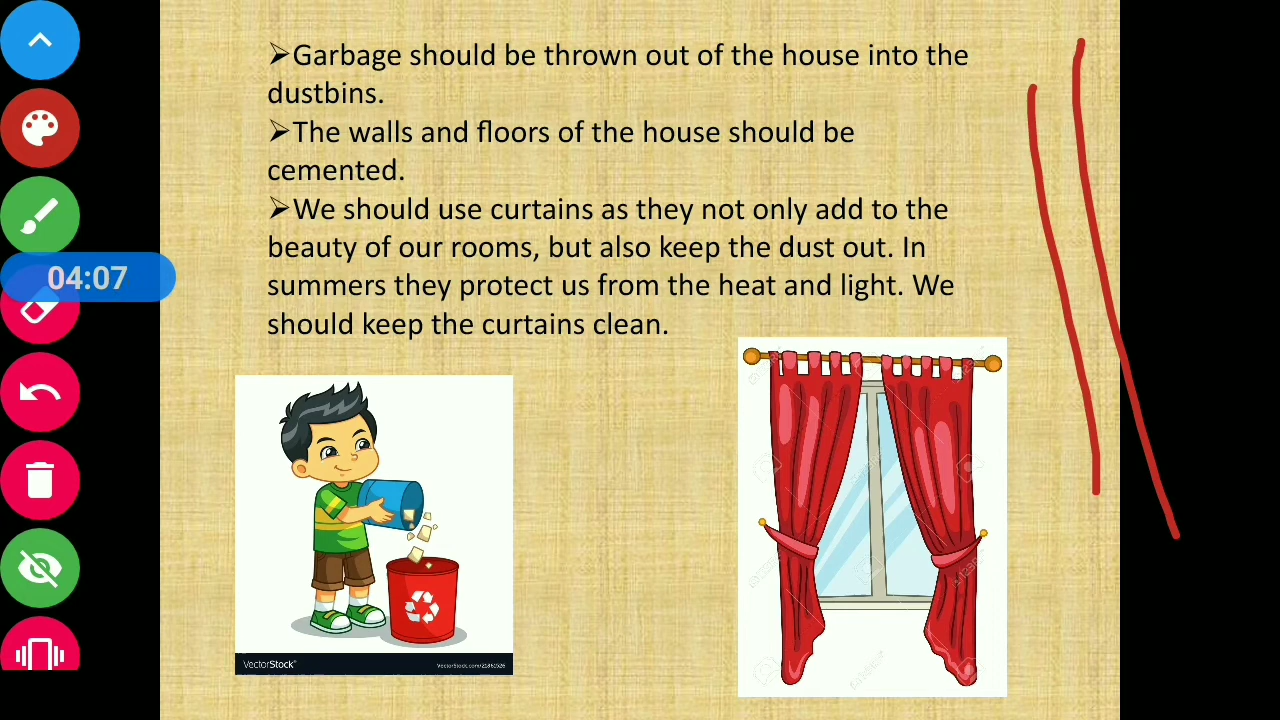 ➢Garbage should be thrown out of the house into the
dustbins.
➢The walls and floors of the house should be
cemented.
➢We should use curtains as they not only add to the
beauty of our rooms, but also keep the dust out. In
summers they protect us from the heat and light. We
should keep the curtains clean.
04:07
VectorStock®